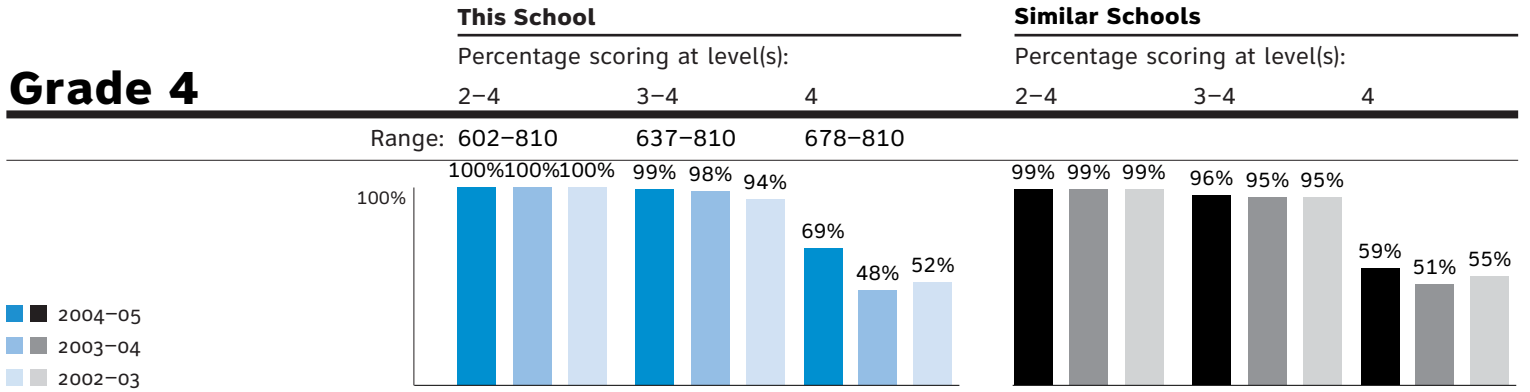 This School
Similar Schools
Percentage scoring at level(s):
Percentage scoring at level(s):
Grade 4
2–4 3–4 4
2–4 3–4 4
Range: 602–810 637–810 678–810
100% 100% 100% 99% 98% 94% 69% 48% 52%
99% 99% 99% 96% 95% 95% 59% 51% 55%
100%
2004–05
2003–04
2002–03